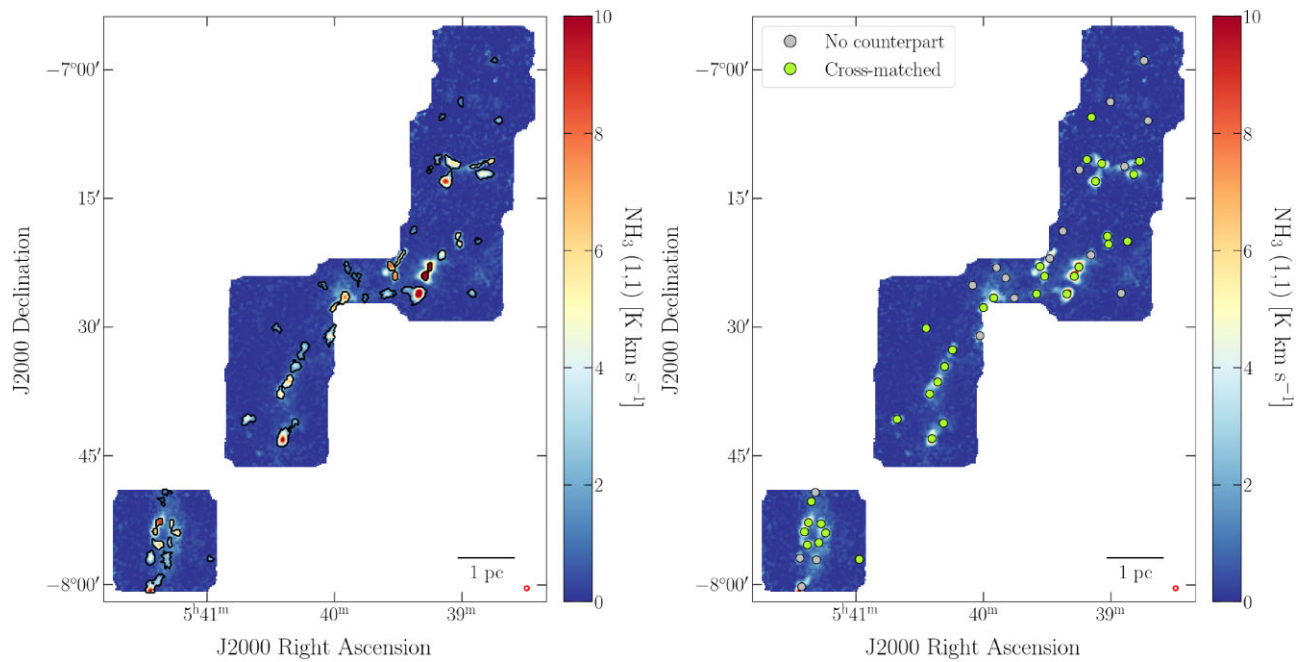 10
−7°00′
15′
30′
45′
−8°00′
J2000 Declination
8
6
4
2
0
NH₃ (1,1) [K km s⁻¹]
1 pc
5ʰ41ᵐ
40ᵐ
39ᵐ
J2000 Right Ascension
No counterpart
Cross-matched
10
−7°00′
15′
30′
45′
−8°00′
J2000 Declination
8
6
4
2
0
NH₃ (1,1) [K km s⁻¹]
1 pc
5ʰ41ᵐ
40ᵐ
39ᵐ
J2000 Right Ascension